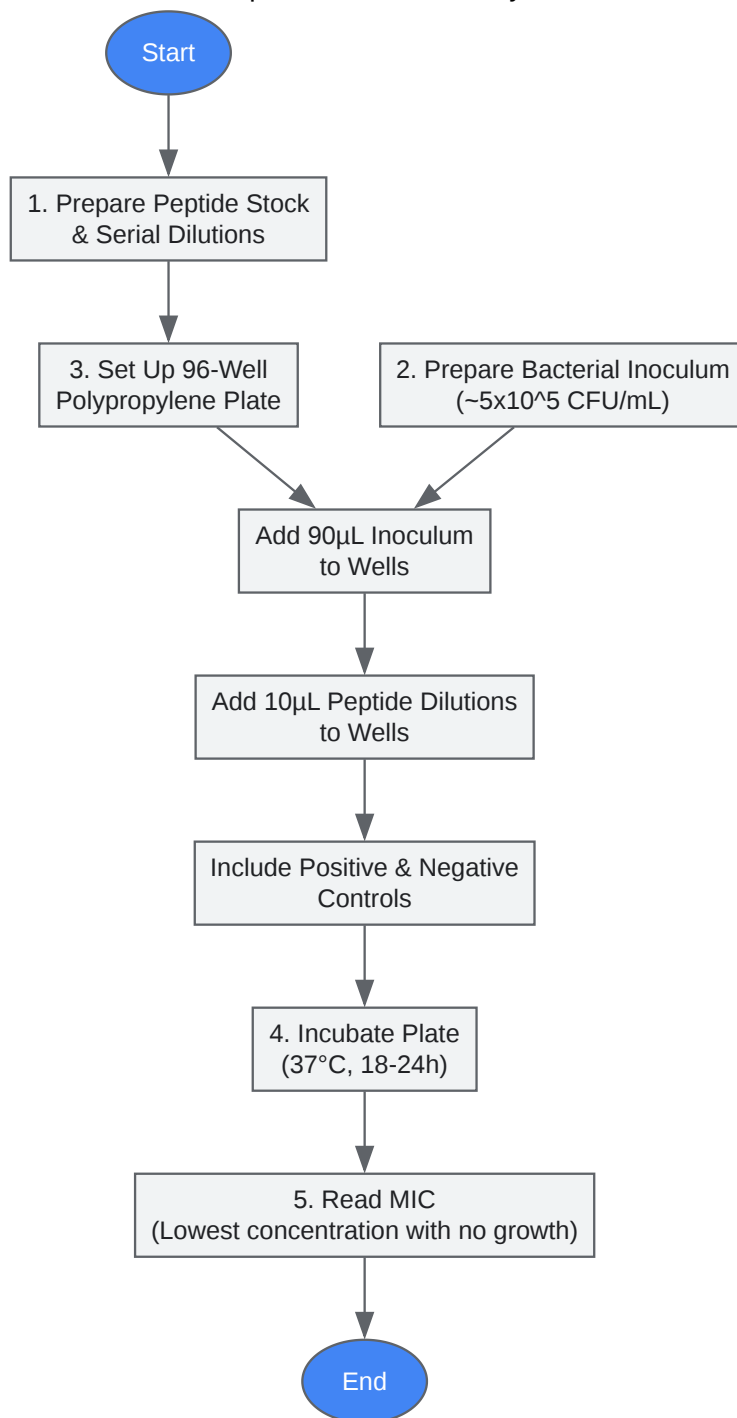 Start
1. Prepare Peptide Stock
& Serial Dilutions
3. Set Up 96-Well
Polypropylene Plate
2. Prepare Bacterial Inoculum
(~5x10^5 CFU/mL)
Add 90µL Inoculum
to Wells
Add 10µL Peptide Dilutions
to Wells
Include Positive & Negative
Controls
4. Incubate Plate
(37°C, 18-24h)
5. Read MIC
(Lowest concentration with no growth)
End